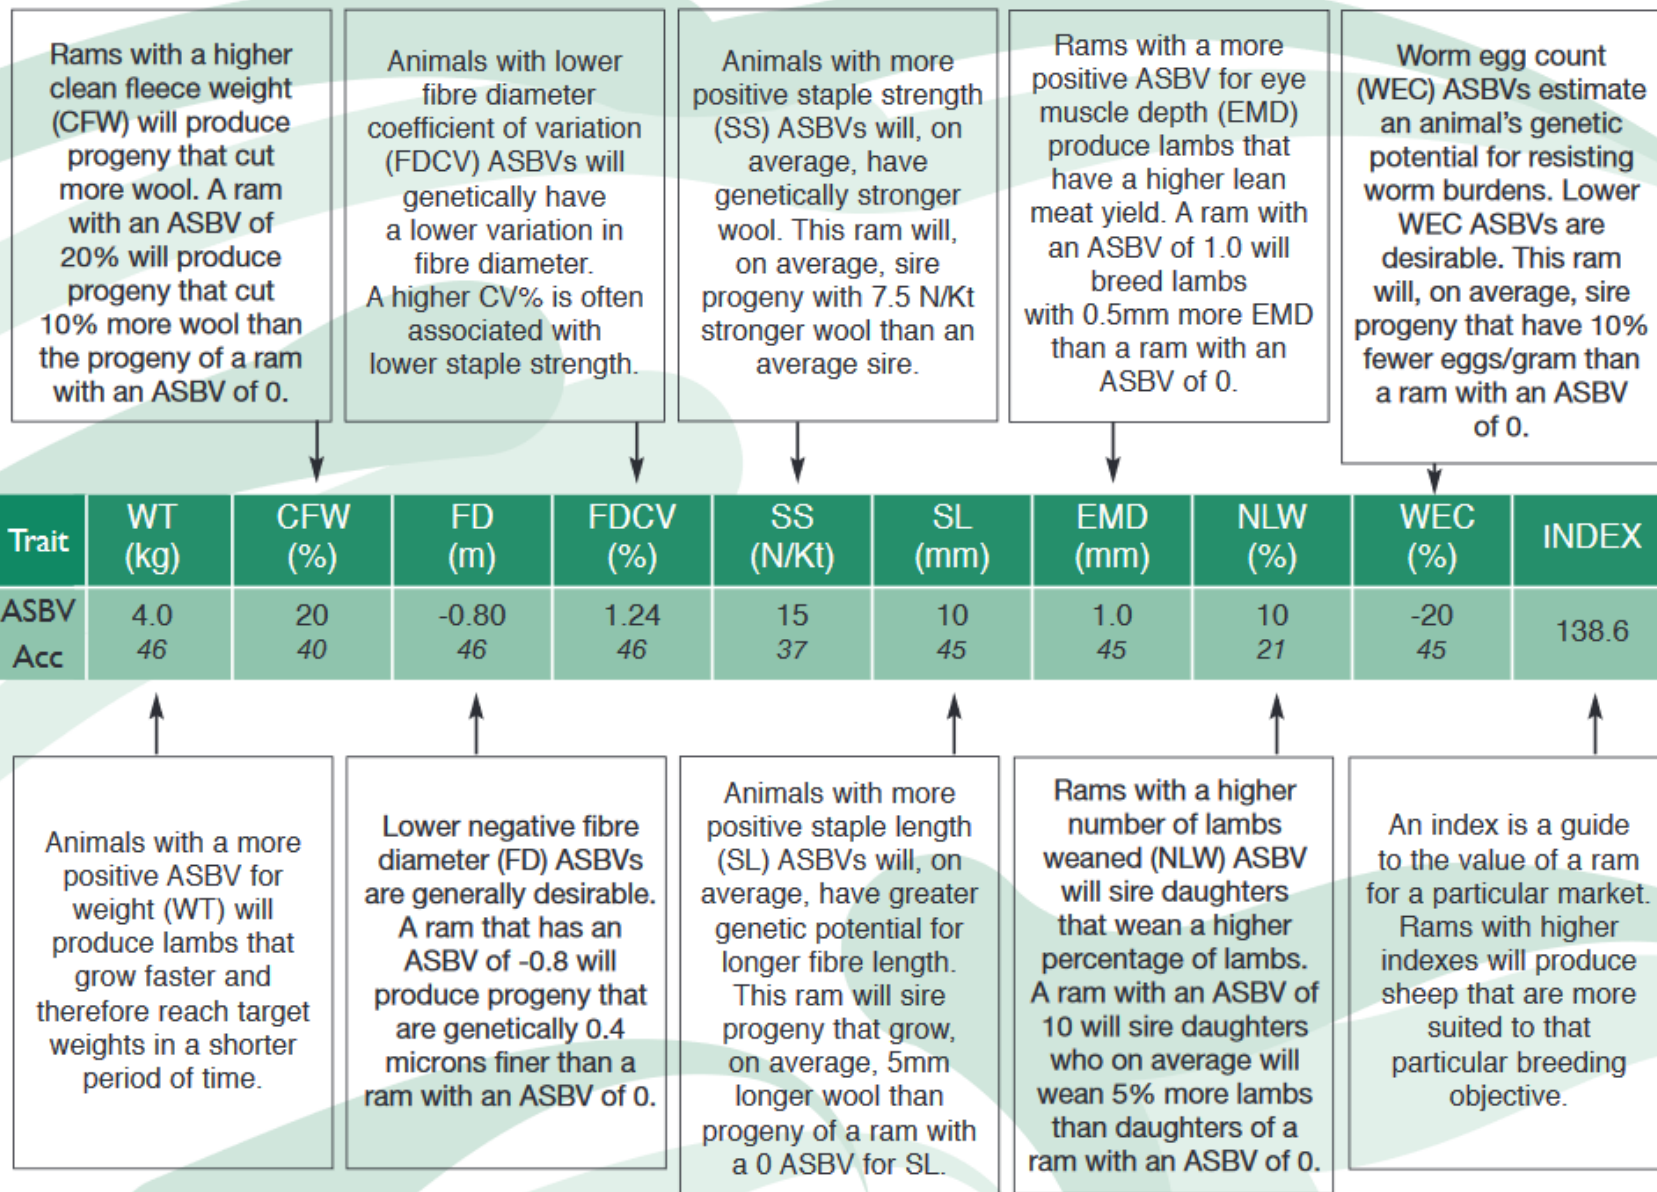 Rams with a higher
clean fleece weight
(CFW) will produce
progeny that cut
more wool. A ram
with an ASBV of
20% will produce
progeny that cut
10% more wool than
the progeny of a ram
with an ASBV of 0.
Animals with lower
fibre diameter
coefficient of variation
(FDCV) ASBVs will
genetically have
a lower variation in
fibre diameter.
A higher CV% is often
associated with
lower staple strength.
Animals with more
positive staple strength
(SS) ASBVs will, on
average, have
genetically stronger
wool. This ram will,
on average, sire
progeny with 7.5 N/Kt
stronger wool than an
average sire.
Rams with a more
positive ASBV for eye
muscle depth (EMD)
produce lambs that
have a higher lean
meat yield. A ram with
an ASBV of 1.0 will
breed lambs
with 0.5mm more EMD
than a ram with an
ASBV of 0.
Worm egg count
(WEC) ASBVs estimate
an animal's genetic
potential for resisting
worm burdens. Lower
WEC ASBVs are
desirable. This ram
will, on average, sire
progeny that have 10%
fewer eggs/gram than
a ram with an ASBV
of 0.
Trait WT (kg) CFW (%) FD (m) FDCV (%) SS (N/Kt) SL (mm) EMD (mm) NLW (%) WEC (%) INDEX
ASBV 4.0 20 -0.80 1.24 15 10 1.0 10 -20 138.6
Acc 46 40 46 46 37 45 45 21 45
Animals with a more
positive ASBV for
weight (WT) will
produce lambs that
grow faster and
therefore reach target
weights in a shorter
period of time.
Lower negative fibre
diameter (FD) ASBVs
are generally desirable.
A ram that has an
ASBV of -0.8 will
produce progeny that
are genetically 0.4
microns finer than a
ram with an ASBV of 0.
Animals with more
positive staple length
(SL) ASBVs will, on
average, have greater
genetic potential for
longer fibre length.
This ram will sire
progeny that grow,
on average, 5mm
longer wool than
progeny of a ram with
a 0 ASBV for SL.
Rams with a higher
number of lambs
weaned (NLW) ASBV
will sire daughters
that wean a higher
percentage of lambs.
A ram with an ASBV of
10 will sire daughters
who on average will
wean 5% more lambs
than daughters of a
ram with an ASBV of 0.
An index is a guide
to the value of a ram
for a particular market.
Rams with higher
indexes will produce
sheep that are more
suited to that
particular breeding
objective.